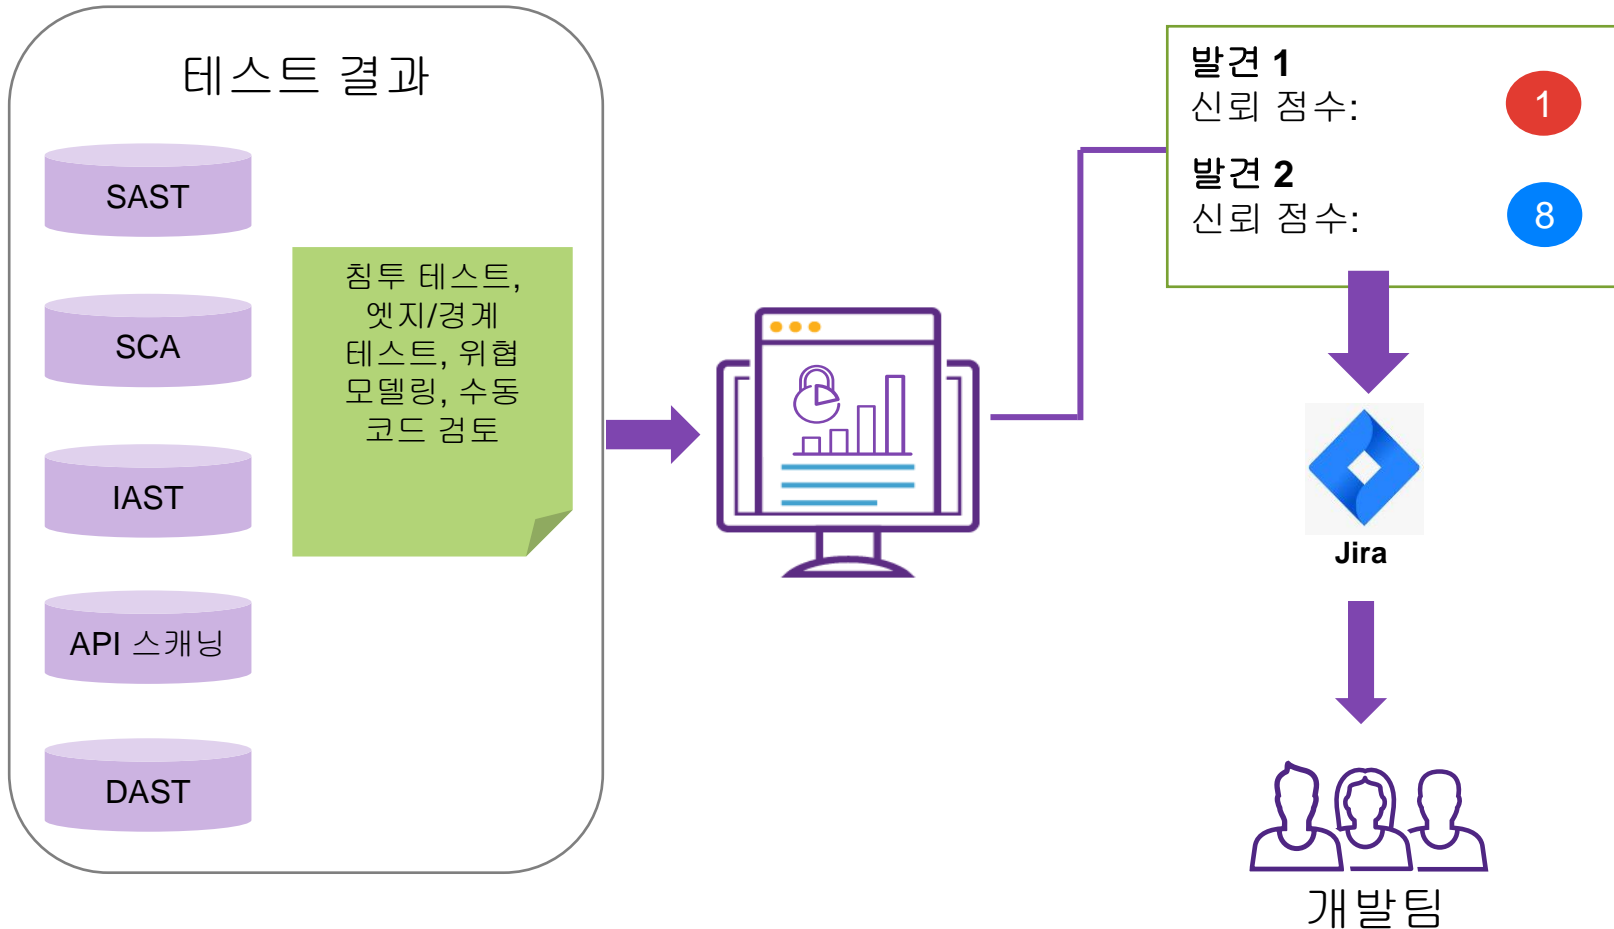 테스트 결과
SAST
SCA
IAST
API 스캐닝
DAST
침투 테스트,
엣지/경계
테스트, 위협
모델링, 수동
코드 검토
발견 1
신뢰 점수: 1
발견 2
신뢰 점수: 8
Jira
개발팀